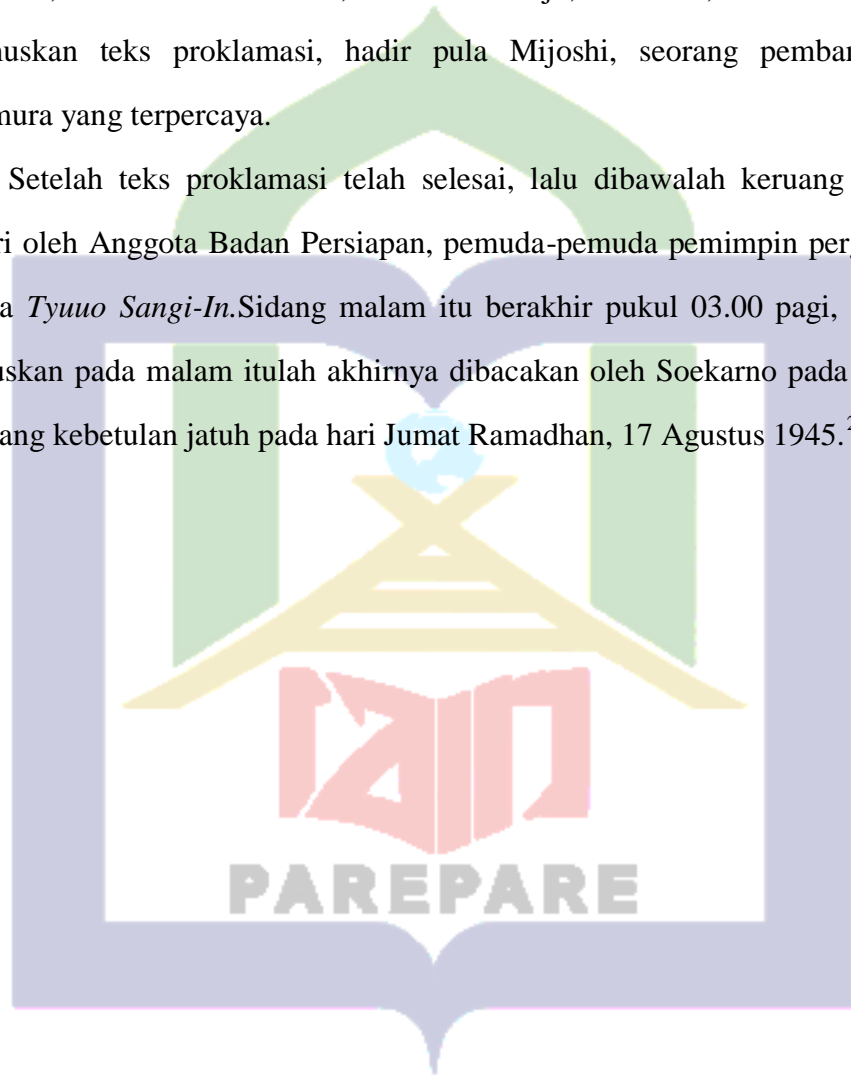 nuskan teks proklamasi, hadir pula Mijoshi, seorang pembar
mura yang terpercaya.
Setelah teks proklamasi telah selesai, lalu dibawalah keruang
ri oleh Anggota Badan Persiapan, pemuda-pemuda pemimpin per
a Tyuuo Sangi-In.Sidang malam itu berakhir pukul 03.00 pagi,
uskan pada malam itulah akhirnya dibacakan oleh Soekarno pada
ang kebetulan jatuh pada hari Jumat Ramadhan, 17 Agustus 1945.2
iain
PAREPARE